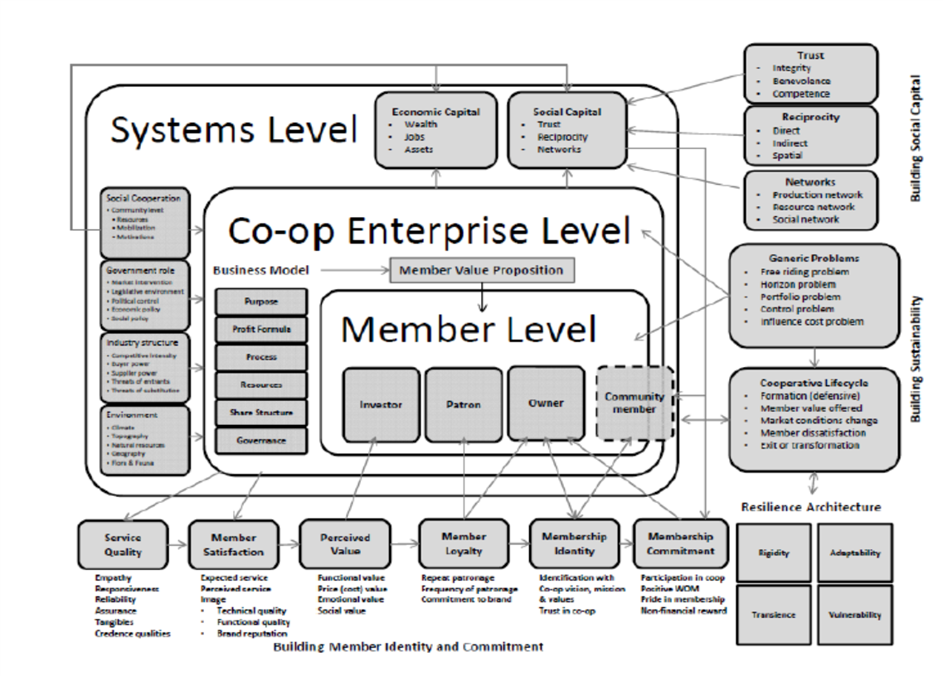 Systems Level
Economic Capital
- Wealth
- Jobs
- Assets
Social Capital
- Trust
- Reciprocity
- Networks
Trust
- Integrity
- Benevolence
- Competence
Reciprocity
- Direct
- Indirect
- Spatial
Networks
- Production network
- Resource network
- Social network
Building Social Capital
Social Cooperation
• Community level
• Resources
• Mobilization
• Motivations
Government role
• Market intervention
• Legislative environment
• Political control
• Economic policy
• Social policy
Industry structure
• Competitive intensity
• Buyer power
• Supplier power
• Threats of entrants
• Threats of substitution
Environment
• Climate
• Topography
• Natural resources
• Geography
• Flora & Fauna
Co-op Enterprise Level
Business Model
Member Value Proposition
Purpose
Profit Formula
Process
Resources
Share Structure
Governance
Member Level
Investor
Patron
Owner
Community
member
Generic Problems
- Free riding problem
- Horizon problem
- Portfolio problem
- Control problem
- Influence cost problem
Cooperative Lifecycle
- Formation (defensive)
- Member value offered
- Market conditions change
- Member dissatisfaction
- Exit or transformation
Building Sustainability
Resilience Architecture
Rigidity
Adaptability
Transience
Vulnerability
Service
Quality
Empathy
Responsiveness
Reliability
Assurance
Tangibles
Credence qualities
Member
Satisfaction
Expected service
Perceived service
Image
• Technical quality
• Functional quality
• Brand reputation
Perceived
Value
Functional value
Price (cost) value
Emotional value
Social value
Member
Loyalty
Repeat patronage
Frequency of patronage
Commitment to brand
Membership
Identity
Identification with
Co-op vision, mission
& values
Trust in co-op
Membership
Commitment
Participation in coop
Positive WOM
Pride in membership
Non-financial reward
Building Member Identity and Commitment